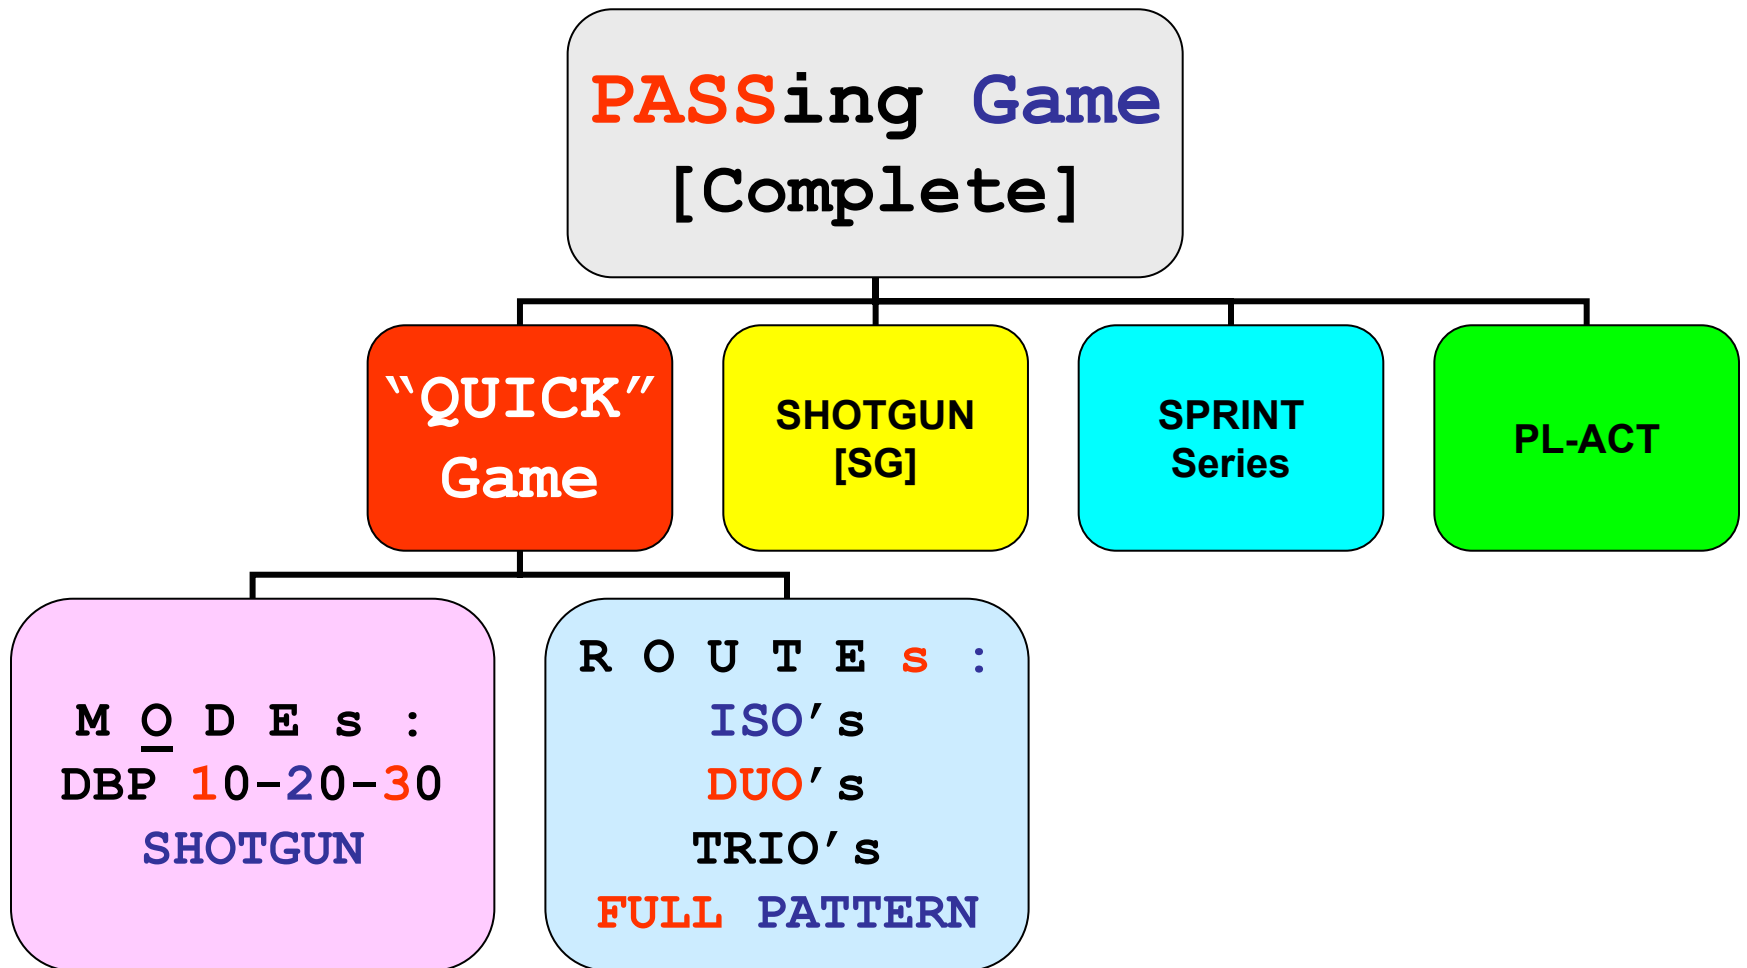 PASSing Game
[Complete]
“QUICK”
Game
SHOTGUN
[SG]
SPRINT
Series
PL-ACT
M O D E s :
DBP 10-20-30
SHOTGUN
R O U T E s :
ISO’s
DUO’s
TRIO’s
FULL PATTERN